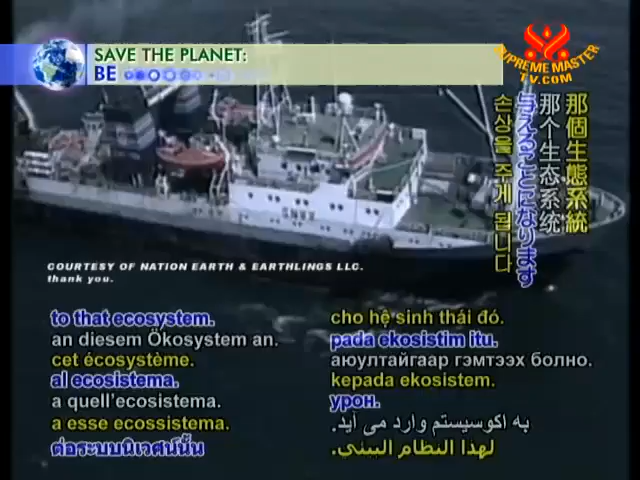 SAVE THE PLANET:
BE
SUPREME MASTER
TV.COM
那個生態系統
那个生态系统
与えることになります
손상을 주게 됩니다
COURTESY OF NATION EARTH & EARTHLINGS LLC.
thank you.
to that ecosystem.
an diesem Ökosystem an.
cet écosystème.
al ecosistema.
a quell'ecosistema.
a esse ecossistema.
ต่อระบบนิเวศน์นั้น
cho hệ sinh thái đó.
pada ekosistim itu.
аюултайгаар гэмтээх болно.
kepada ekosistem.
урон.
به اکوسیستم وارد می آید.
لهذا النظام البيئي.